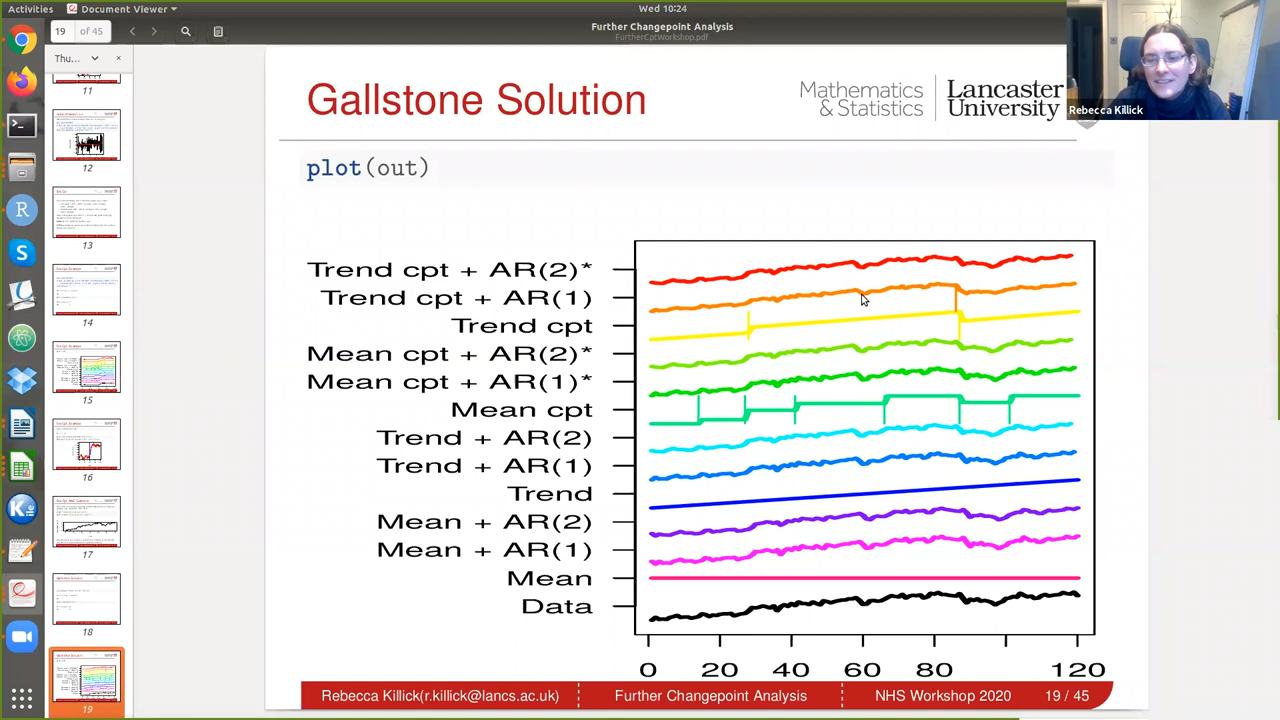 Activities
Document Viewer
Wed 10:24
19
of 45
Further Changepoint Analysis
FurtherCptWorkshop.pdf
Thu...
11
12
13
14
15
16
17
18
19
Gallstone Solution
Mathematics
& Statistics
Lancaster
University
Rebecca Killick
plot(out)
Trend cpt + AR(2)*
Trend cpt + AR(1)
Trend cpt
Mean cpt + AR(2)*
Mean cpt + AR(1)*
Mean cpt
Trend + AR(2)
Trend + AR(1)
Trend
Mean + AR(2)
Mean + AR(1)
Mean
Data
0 20 40 60 80 120
Rebecca Killick(r.killick@lancs.ac.uk)
Further Changepoint Analysis
NHS Workshop 2020
19 / 45